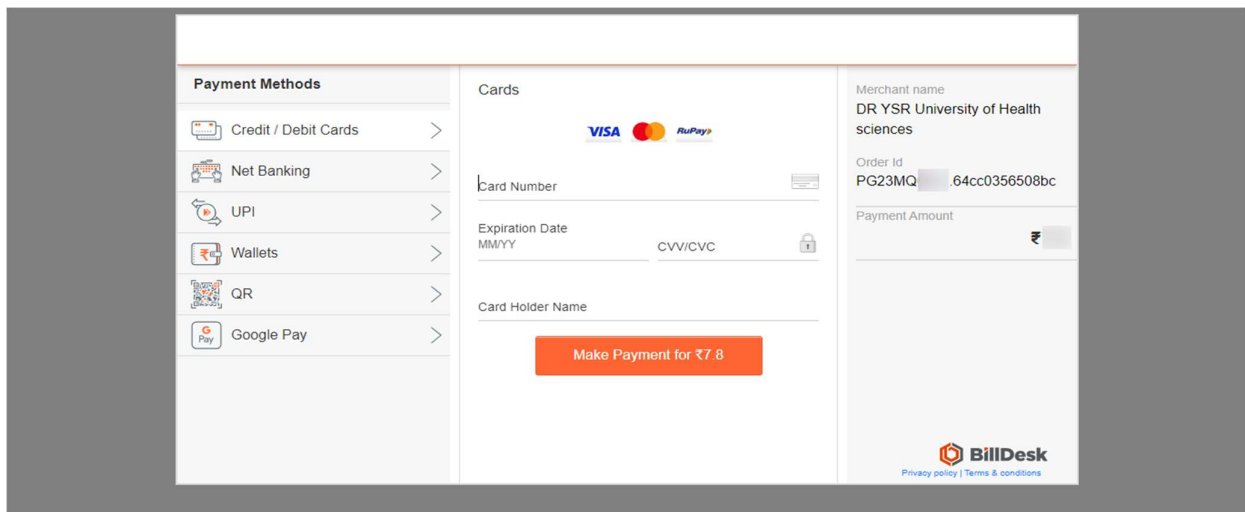 Payment Methods
Credit / Debit Cards
Net Banking
UPI
Wallets
QR
G Pay
Google Pay
Cards
VISA
RuPay
Card Number
Expiration Date
MM/YY
CVV/CVC
Card Holder Name
Make Payment for ₹7.8
Merchant name
DR YSR University of Health
sciences
Order Id
PG23MQ .64cc0356508bc
Payment Amount
₹
BillDesk
Privacy policy | Terms & conditions